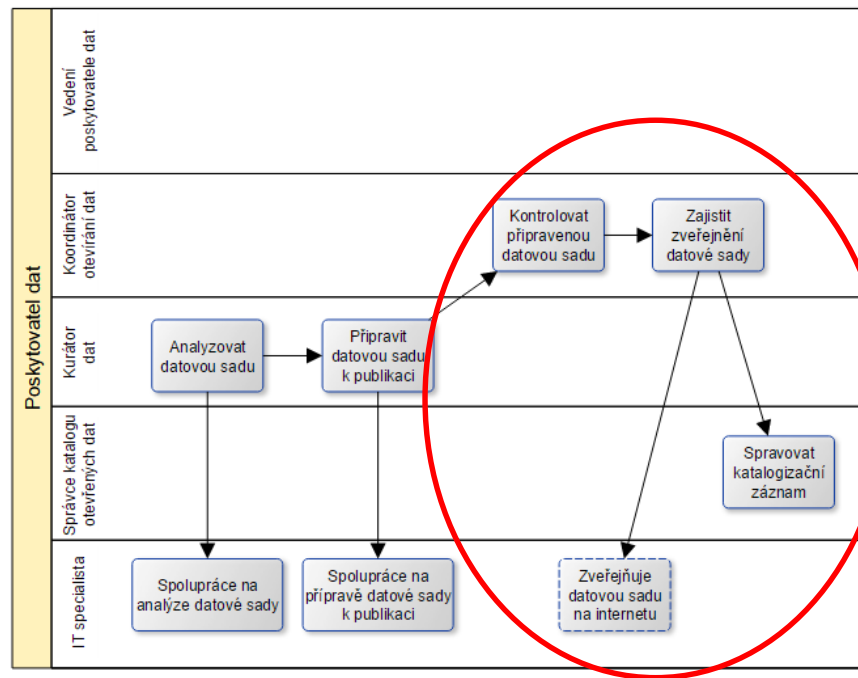 Poskytovatel dat
Vedení
poskytovatele dat
Koordinátor
otevírání dat
Kontrolovat
připravenou
datovou sadu
Zajistit
zveřejnění
datové sady
Kurátor
dat
Analyzovat
datovou sadu
Připravit
datovou sadu
k publikaci
Správce katalogu
otevřených dat
Spravovat
katalogizační
záznam
IT specialista
Spolupráce na
analýze datové sady
Spolupráce na
přípravě datové sady
k publikaci
Zveřejňuje
datovou sadu
na internetu